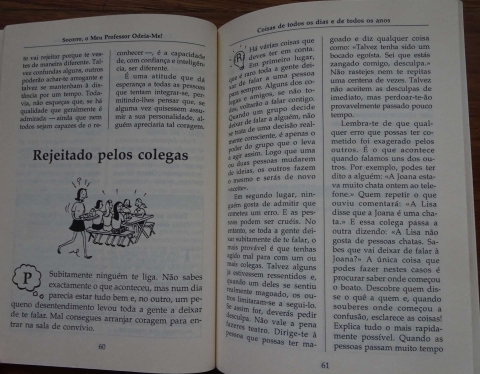 Socorro, o Meu Professor Odeia-Me!
te vai rejeitar porque te ves-
tes de maneira diferente. Tal-
vez confundas alguém, outros
poderão achar-te arrogante e
talvez se mantenham à dis-
tância por um tempo. Toda-
via, não esqueças que, se há
qualidade que geralmente é
admirada — ainda que nem
todos sejam capazes de o re-
conhecer —, é a capacidade
de, com confiança e inteligên-
cia, ser diferente.
É uma atitude que dá
esperança a todas as pessoas
que tentam integrar-se, per-
mitindo-lhes pensar que, se
alguma vez quisessem assu-
mir a sua personalidade, al-
guém apreciaria tal coragem.
Rejeitado pelos colegas
P
Subitamente ninguém te liga. Não sabes
exactamente o que aconteceu, mas num dia
parecia estar tudo bem e, no outro, um pe-
queno desentendimento levou toda a gente a deixar
de te falar. Mal consegues arranjar coragem para en-
trar na sala de convívio.
60
Coisas de todos os dias e de todos os anos
R
Há várias coisas que
deves ter em conta.
Em primeiro lugar,
que é raro toda a gente dei-
xar de falar a uma pessoa
para sempre. Alguns dos co-
legas e amigos, se não to-
dos, voltarão a falar contigo.
Quando um grupo decide
deixar de falar a alguém, não
se trata de uma decisão real-
mente consciente, é apenas o
poder do grupo que o leva
a agir assim. Logo que uma
ou duas pessoas mudarem
de ideias, os outros fazem
o mesmo e serás de novo
Em segundo lugar, nin-
guém gosta de admitir que
cometeu um erro. E as pes-
soas podem ser cruéis. No
entanto, se toda a gente dei-
xar subitamente de te falar, o
mais provável é que tenhas
agido mal para com um ou
mais colegas. Talvez alguns
já estivessem ressentidos e,
quando um deles se sentiu
realmente magoado, os ou-
tros limitaram-se a segui-lo.
Se assim for, deverás pedir
desculpa. Não vale a pena
fazeres teatro. Dirige-te à
pessoa que possas ter ma-
goado e diz qualquer coisa
como: «Talvez tenha sido um
bocado egoísta. Sei que estás
zangado comigo, desculpa.»
Não rastejes nem te repitas
uma centena de vezes. Talvez
não aceitem as desculpas de
imediato, mas perdoar-te-ão
provavelmente passado pouco
tempo.
Lembra-te de que qual-
quer erro que possas ter co-
metido foi exagerado pelos
outros. É o que acontece
quando falamos uns dos ou-
tros. Por exemplo, podes ter
dito a alguém: «A Joana es-
tava muito chata ontem ao tele-
fone.» Quem repetir o que
ouviu comentará: «A Lisa
disse que a Joana é uma cha-
ta.» E essa colega passa a
outra dizendo: «A Lisa não
gosta de pessoas chatas. Sa-
bes que vai deixar de falar à
Joana?» A única coisa que
podes fazer nestes casos é
procurar saber onde começou
o boato. Descobre quem dis-
se o quê a quem e, quando
souberes onde começou a
confusão, esclarece as coisas!
Explica tudo o mais rapida-
mente possível. Quando as
pessoas passam muito tempo
61